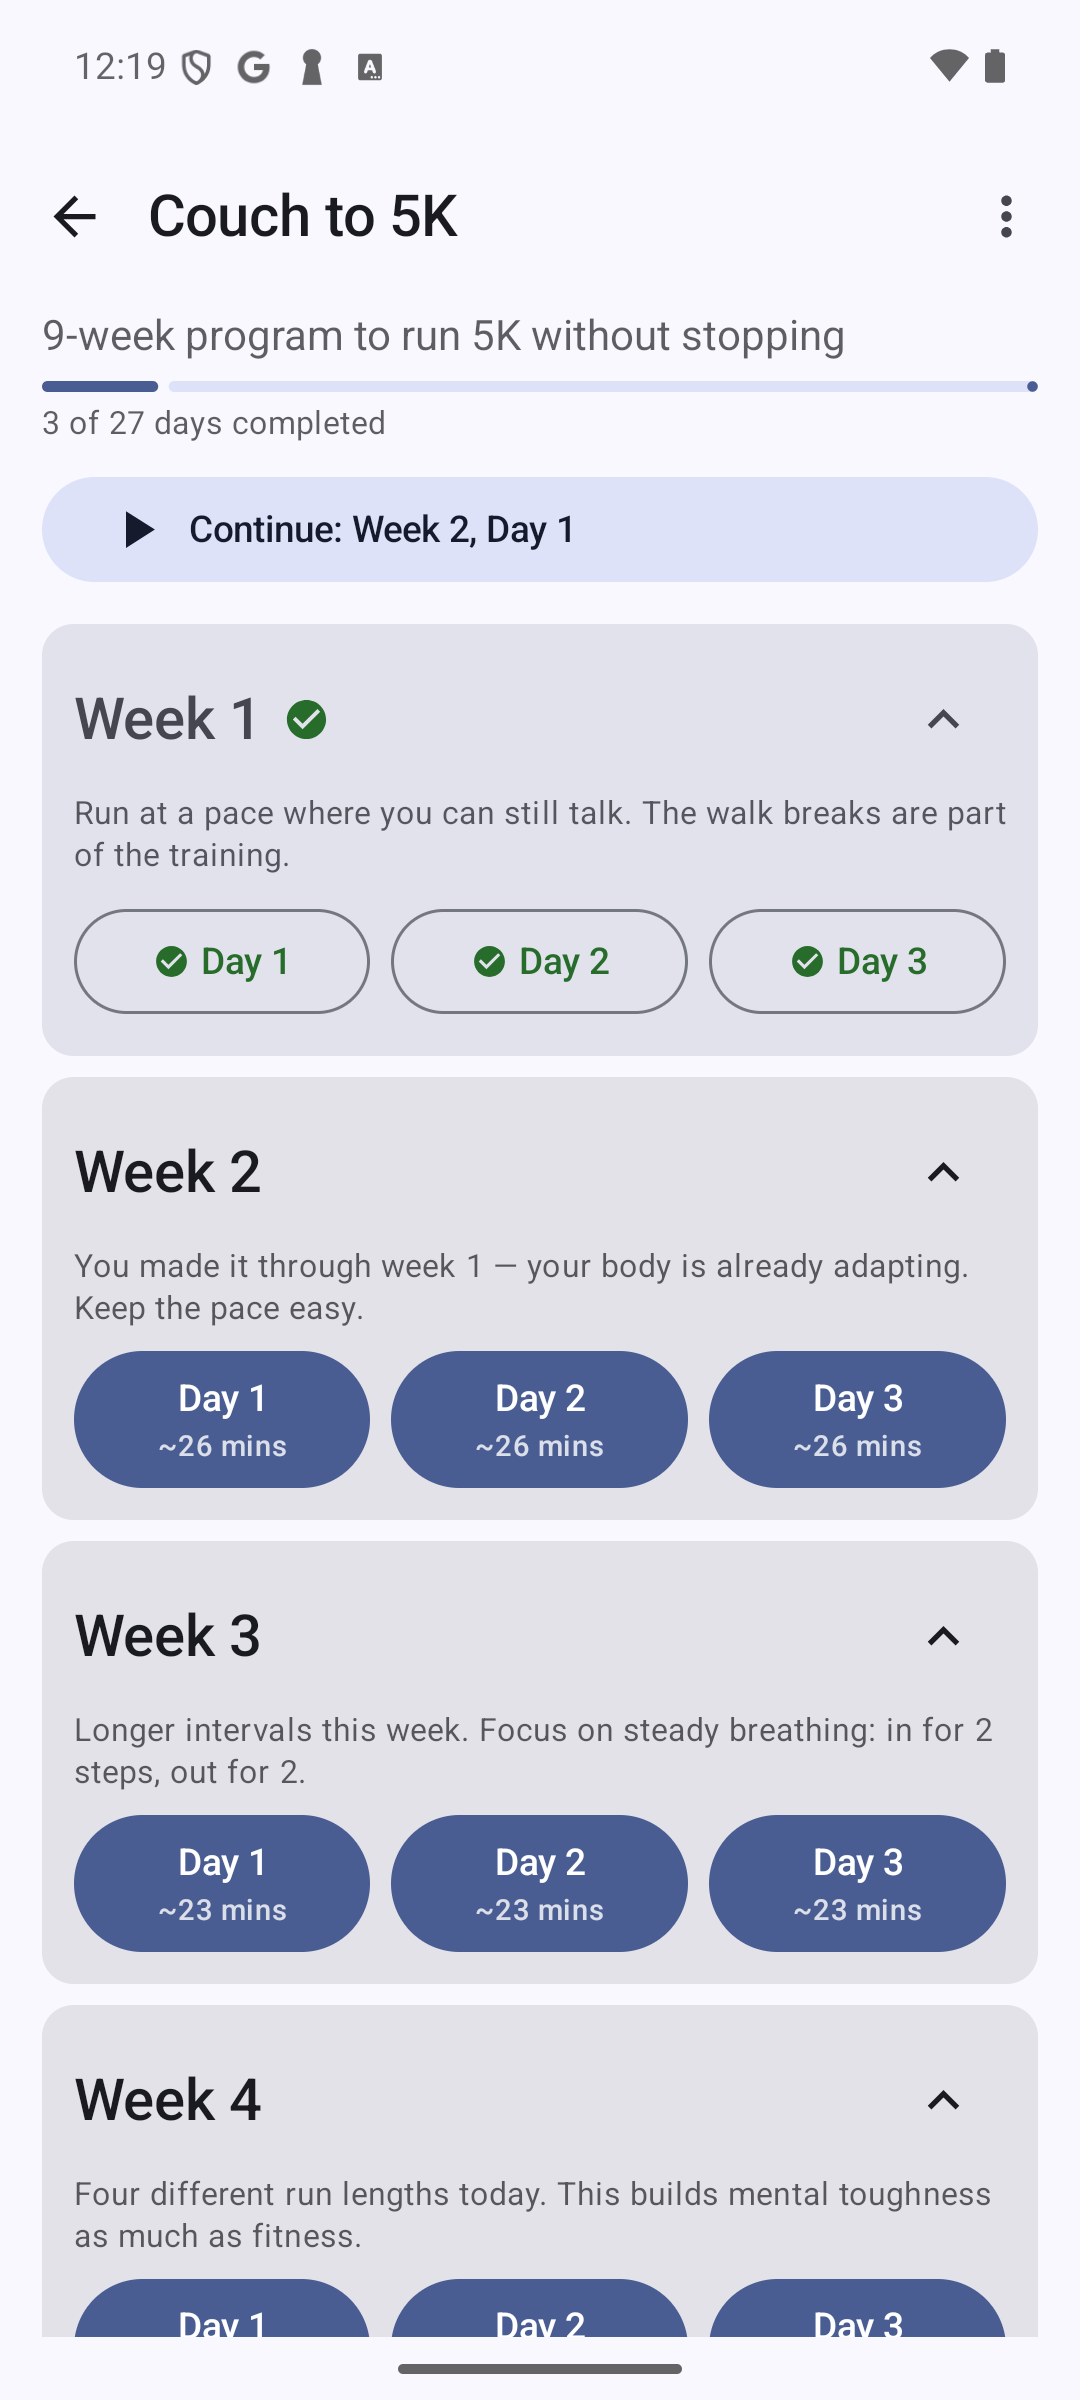 12:19
Couch to 5K
9-week program to run 5K without stopping
3 of 27 days completed
Continue: Week 2, Day 1
Week 1
Run at a pace where you can still talk. The walk breaks are part
of the training.
Day 1 Day 2 Day 3
Week 2
You made it through week 1 — your body is already adapting.
Keep the pace easy.
Day 1 Day 2 Day 3
~26 mins ~26 mins ~26 mins
Week 3
Longer intervals this week. Focus on steady breathing: in for 2
steps, out for 2.
Day 1 Day 2 Day 3
~23 mins ~23 mins ~23 mins
Week 4
Four different run lengths today. This builds mental toughness
as much as fitness.
Day 1 Day 2 Day 3